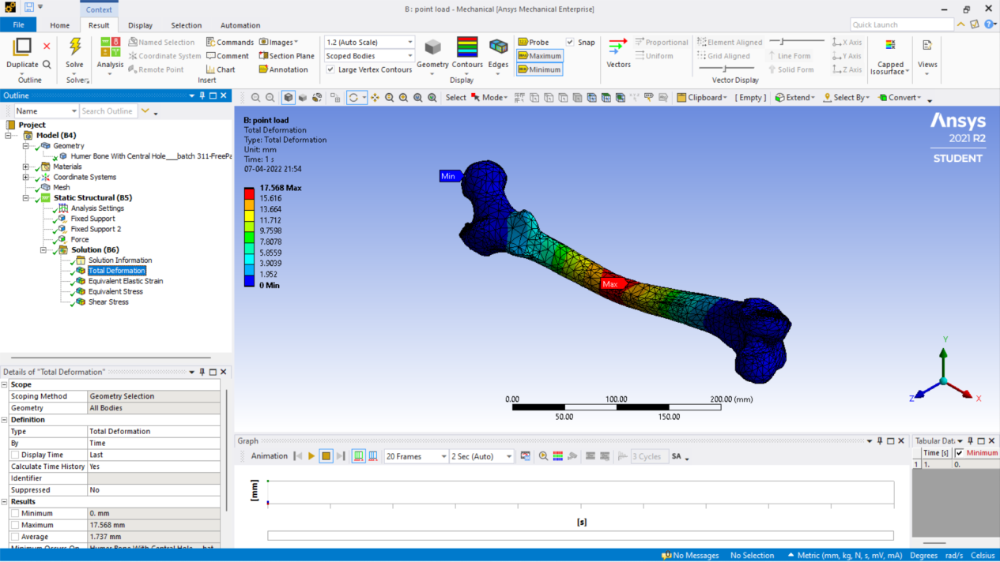 Context
B : point load - Mechanical [Ansys Mechanical Enterprise]
File
Home
Result
Display
Selection
Automation
Quick Launch
Duplicate
Outline
Solve
Solver
Analysis
Named Selection
Coordinate System
Remote Point
Commands
Comment
Chart
Images
Section Plane
Annotation
Insert
1.2 (Auto Scale)
Scoped Bodies
Large Vertex Contours
Geometry
Contours
Edges
Display
Probe
Maximum
Minimum
Snap
Vectors
Proportional
Uniform
Element Aligned
Grid Aligned
Line Form
Solid Form
X Axis
Y Axis
Z Axis
Vector Display
Capped
Isosurface
Views
Outline
Name
Search Outline
Select
Mode
Clipboard
[ Empty ]
Extend
Select By
Convert
Project
Model (B4)
Geometry
Humer Bone With Central Hole___batch 311-FreePa
Materials
Coordinate Systems
Mesh
Static Structural (B5)
Analysis Settings
Fixed Support
Fixed Support 2
Force
Solution (B6)
Solution Information
Total Deformation
Equivalent Elastic Strain
Equivalent Stress
Shear Stress
B: point load
Total Deformation
Type: Total Deformation
Unit: mm
Time: 1 s
07-04-2022 21:54
17.568 Max
15.616
13.664
11.712
9.7598
7.8078
5.8559
3.9039
1.952
0 Min
Min
Max
Ansys
2021 R2
STUDENT
0.00
100.00
200.00 (mm)
50.00
150.00
Y
Z
X
Details of "Total Deformation"
Scope
Scoping Method Geometry Selection
Geometry All Bodies
Definition
Type Total Deformation
By Time
Display Time Last
Calculate Time History Yes
Identifier
Suppressed No
Results
Minimum 0. mm
Maximum 17.568 mm
Average 1.737 mm
Minimum Occurs On Humer Bone With Central Hole___bat
Graph
Animation
20 Frames
2 Sec (Auto)
3 Cycles
SA
[mm]
[s]
Tabular Dat
Time [s]
Minimum
1 1. 0.
No Messages
No Selection
Metric (mm, kg, N, s, mV, mA)
Degrees
rad/s
Celsius